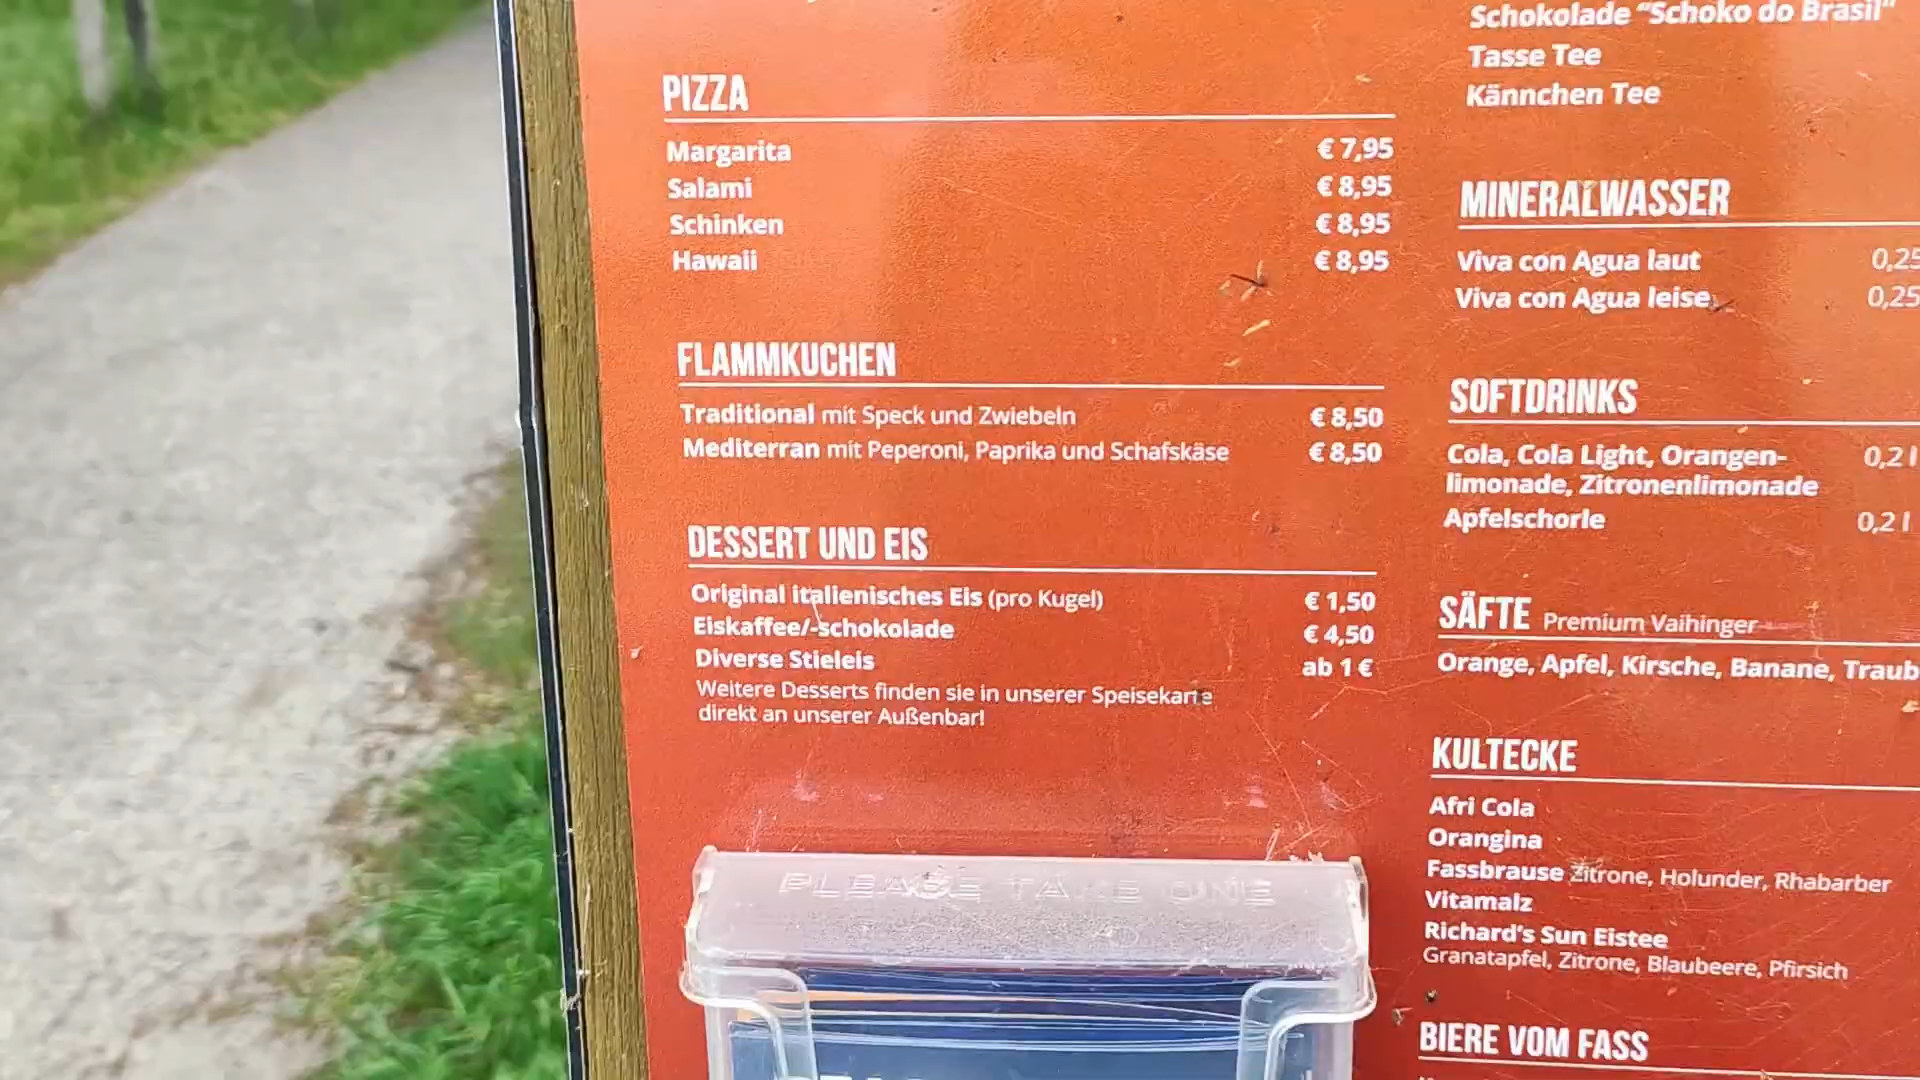 PIZZA
Margarita € 7,95
Salami € 8,95
Schinken € 8,95
Hawaii € 8,95
FLAMMKUCHEN
Traditional mit Speck und Zwiebeln € 8,50
Mediterran mit Peperoni, Paprika und Schafskäse € 8,50
DESSERT UND EIS
Original italienisches Eis (pro Kugel) € 1,50
Eiskaffee/-schokolade € 4,50
Diverse Stieleis ab 1 €
Weitere Desserts finden sie in unserer Speisekarte
direkt an unserer Außenbar!
PLEASE TAKE ONE
Schokolade “Schoko do Brasil”
Tasse Tee
Kännchen Tee
MINERALWASSER
Viva con Agua laut 0,25
Viva con Agua leise 0,25
SOFTDRINKS
Cola, Cola Light, Orangen- 0,2 l
limonade, Zitronenlimonade
Apfelschorle 0,2 l
SÄFTE Premium Vaihinger
Orange, Apfel, Kirsche, Banane, Traub
KULTECKE
Afri Cola
Orangina
Fassbrause Zitrone, Holunder, Rhabarber
Vitamalz
Richard’s Sun Eistee
Granatapfel, Zitrone, Blaubeere, Pfirsich
BIERE VOM FASS